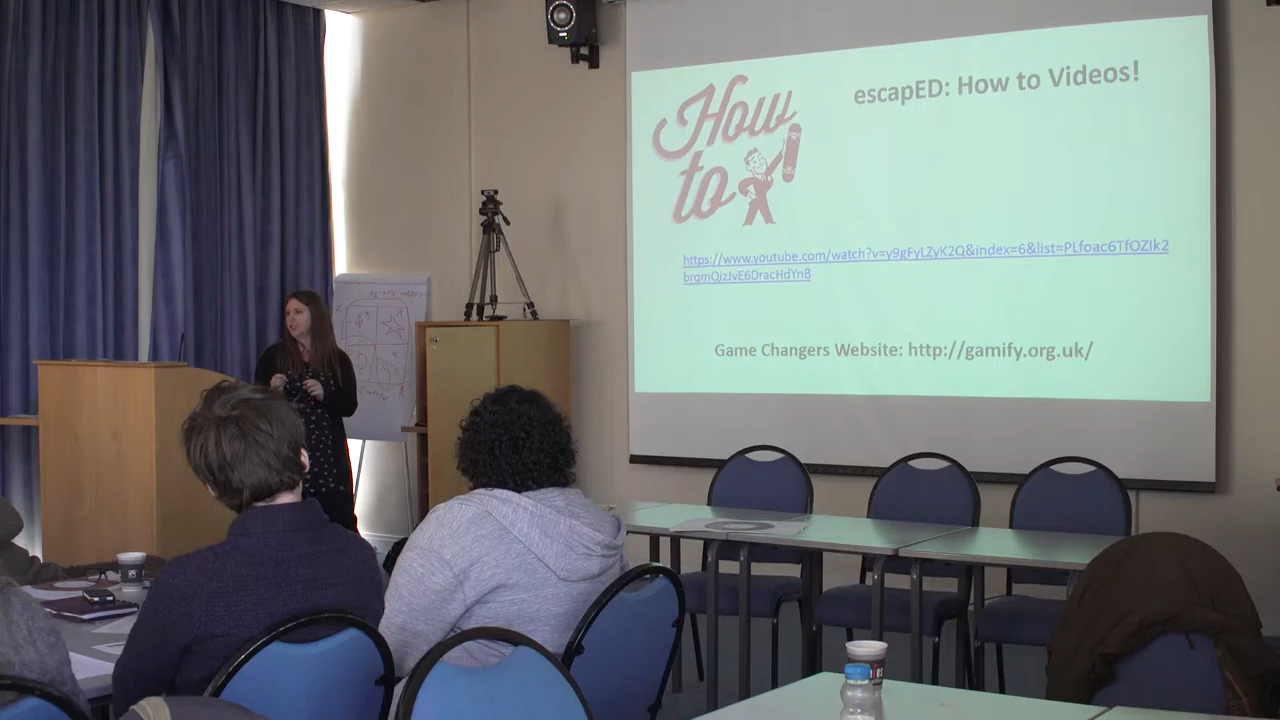 How
to
escapED: How to Videos!
https://www.youtube.com/watch?v=y9gFyLZyK2Q&index=6&list=PLfoac6TfOZIk2
brqmQizJvE6DracHdYnB
Game Changers Website: http://gamify.org.uk/